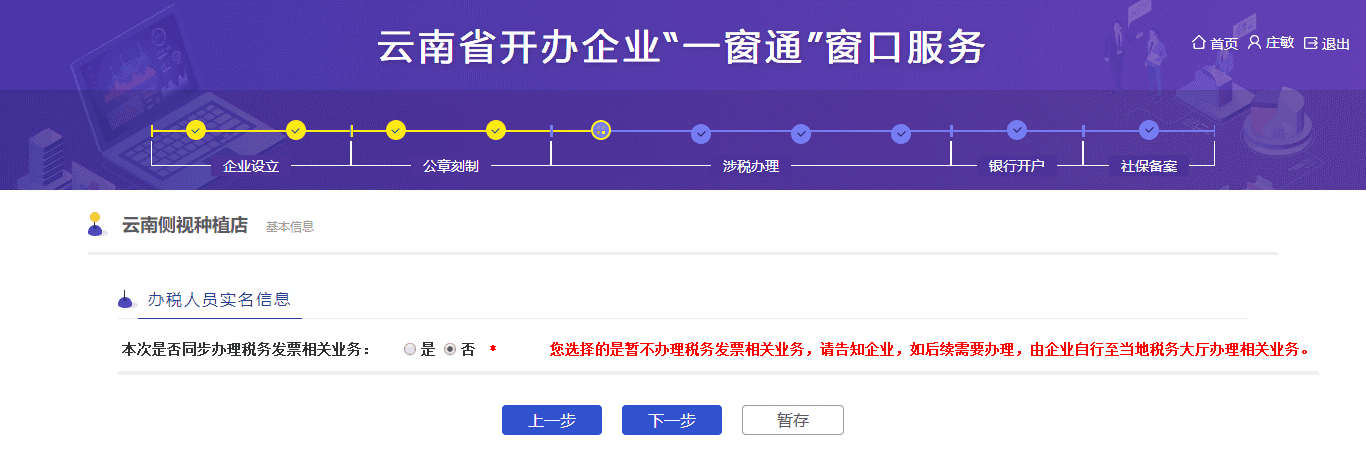 云南省开办企业“一窗通”窗口服务
首页 庄敏 退出
企业设立 公章刻制 涉税办理 银行开户 社保备案
云南侧视种植店 基本信息
办税人员实名信息
本次是否同步办理税务发票相关业务： 是 否 * 您选择的是暂不办理税务发票相关业务，请告知企业，如后续需要办理，由企业自行至当地税务大厅办理相关业务。
上一步 下一步 暂存